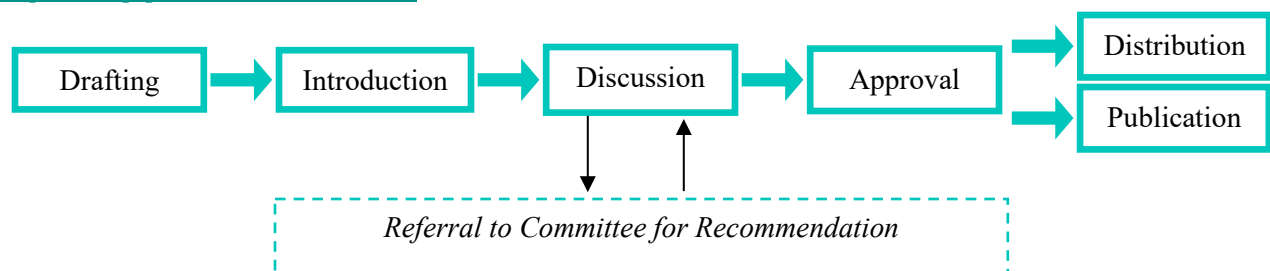 Drafting
Introduction
Discussion
Approval
Distribution
Publication
Referral to Committee for Recommendation